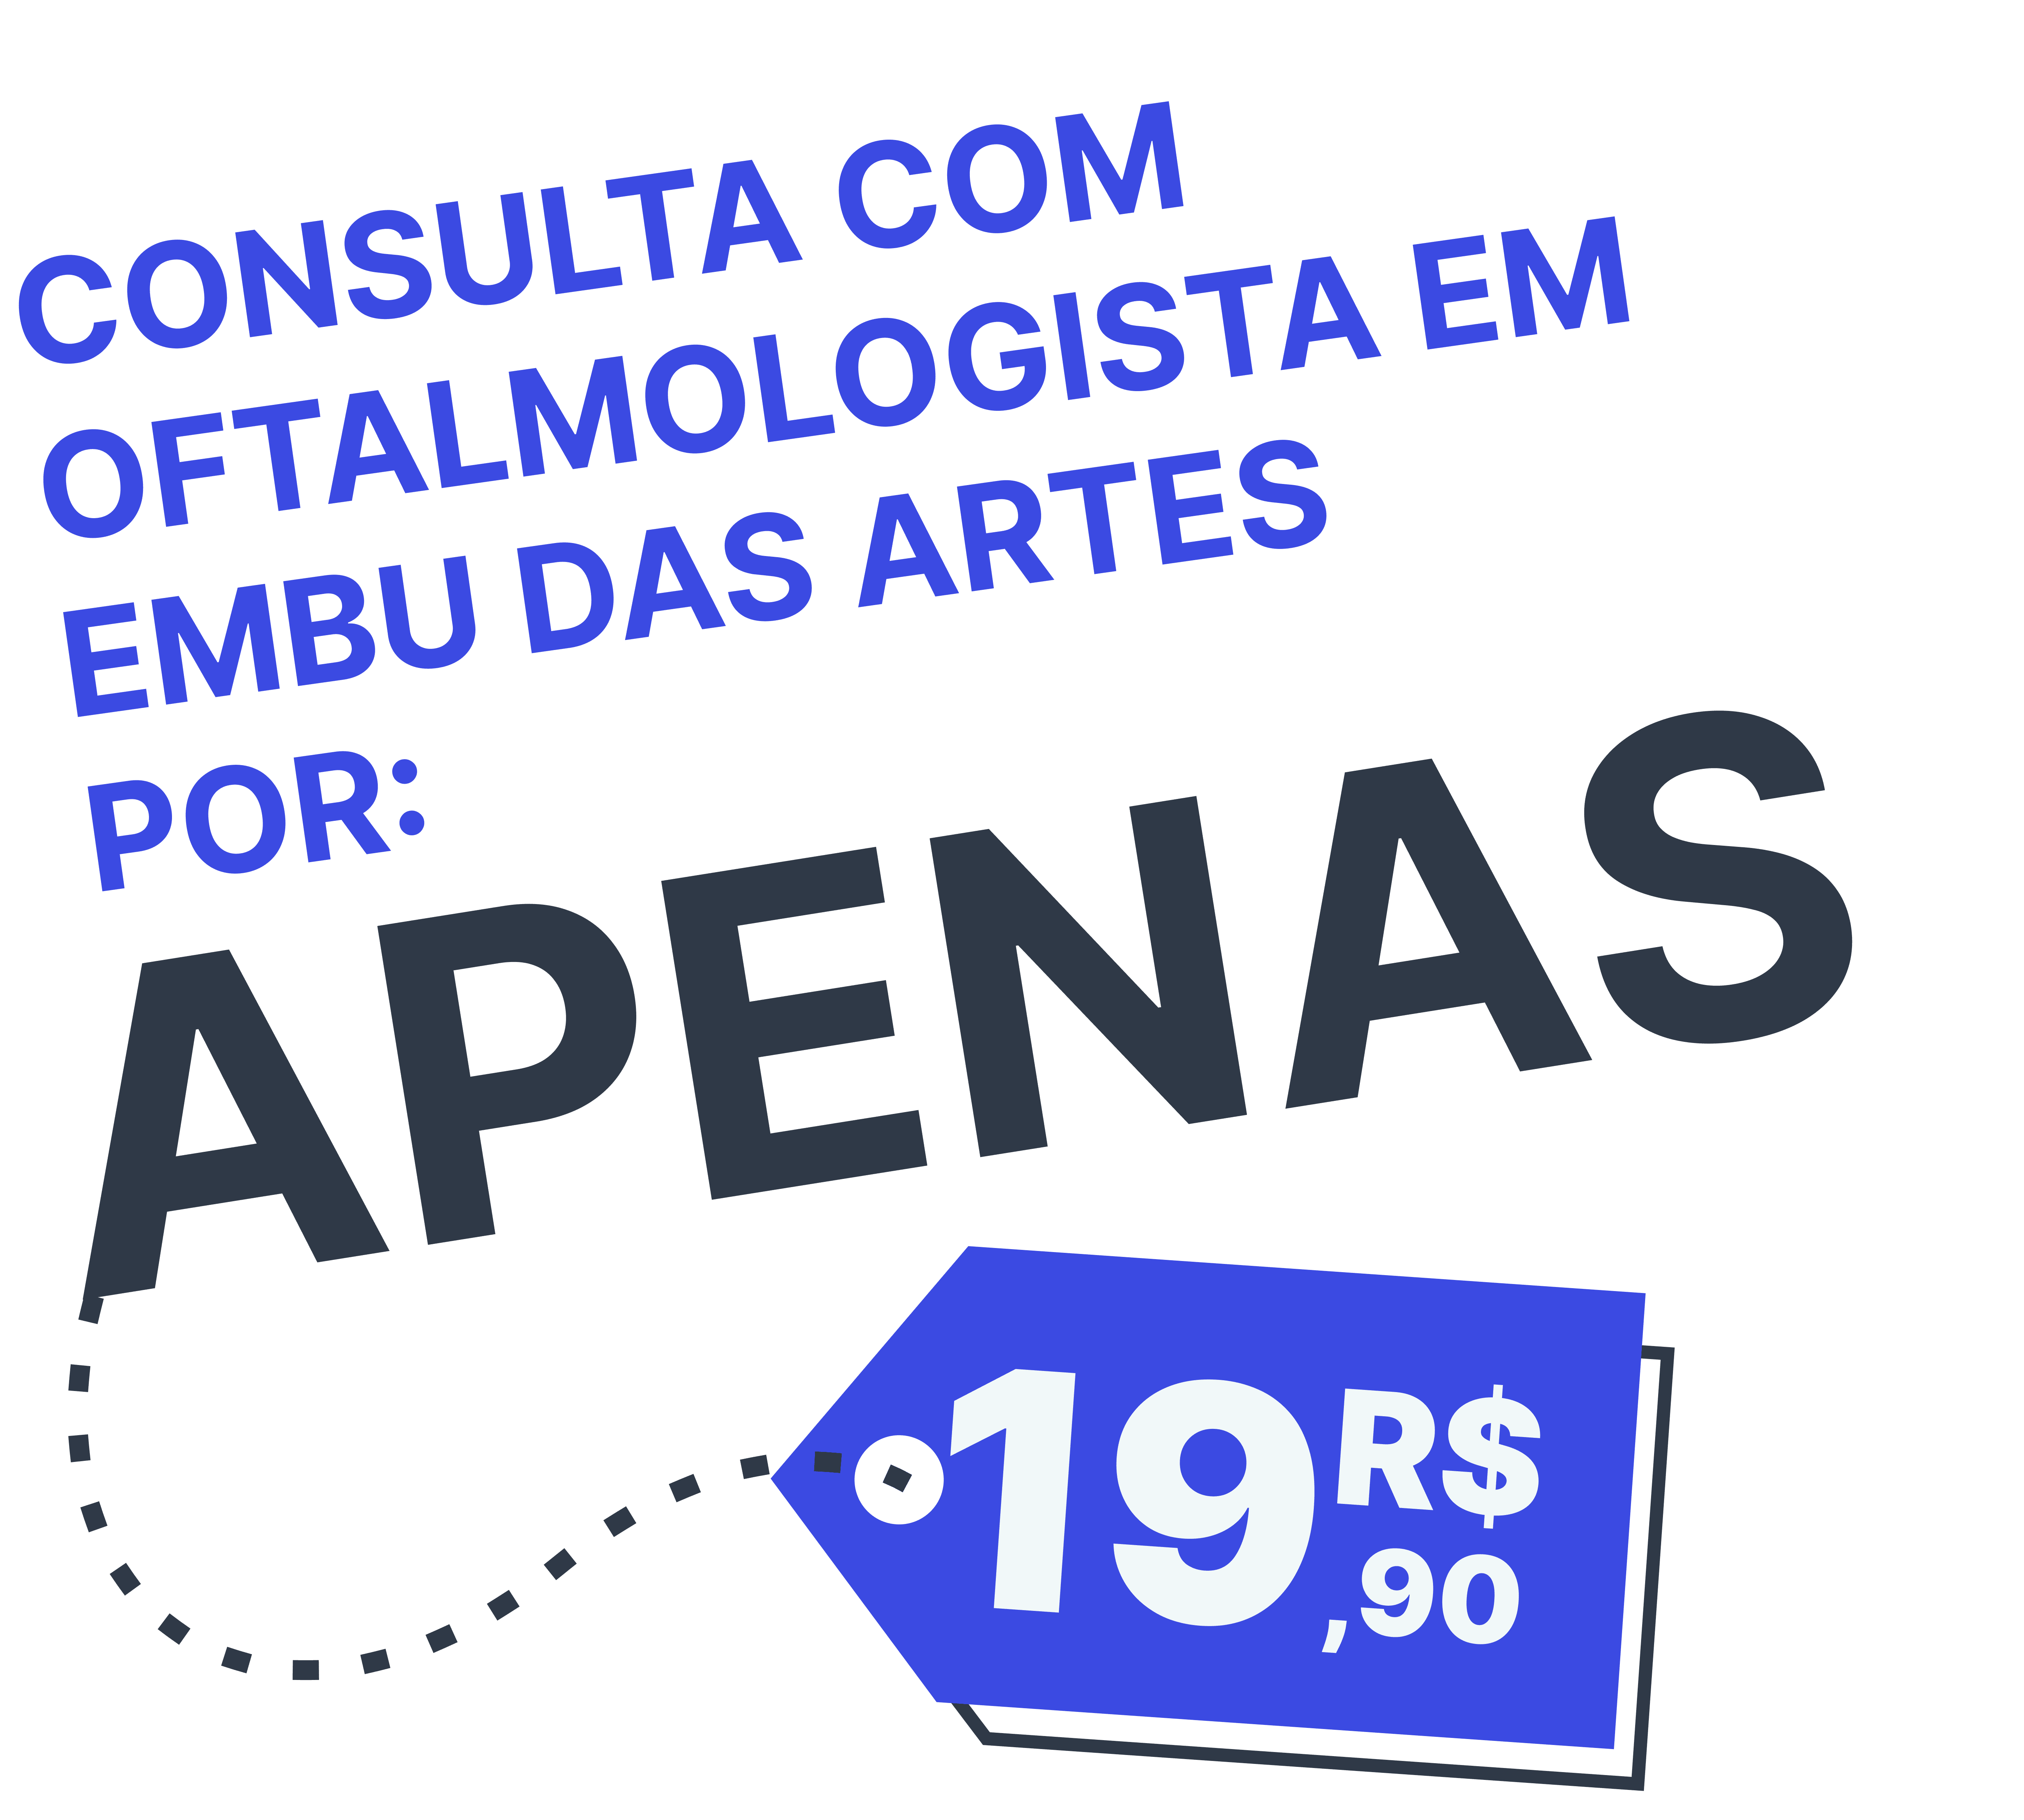 CONSULTA COM
OFTALMOLOGISTA EM
EMBU DAS ARTES
POR:
APENAS
19 R$
,90